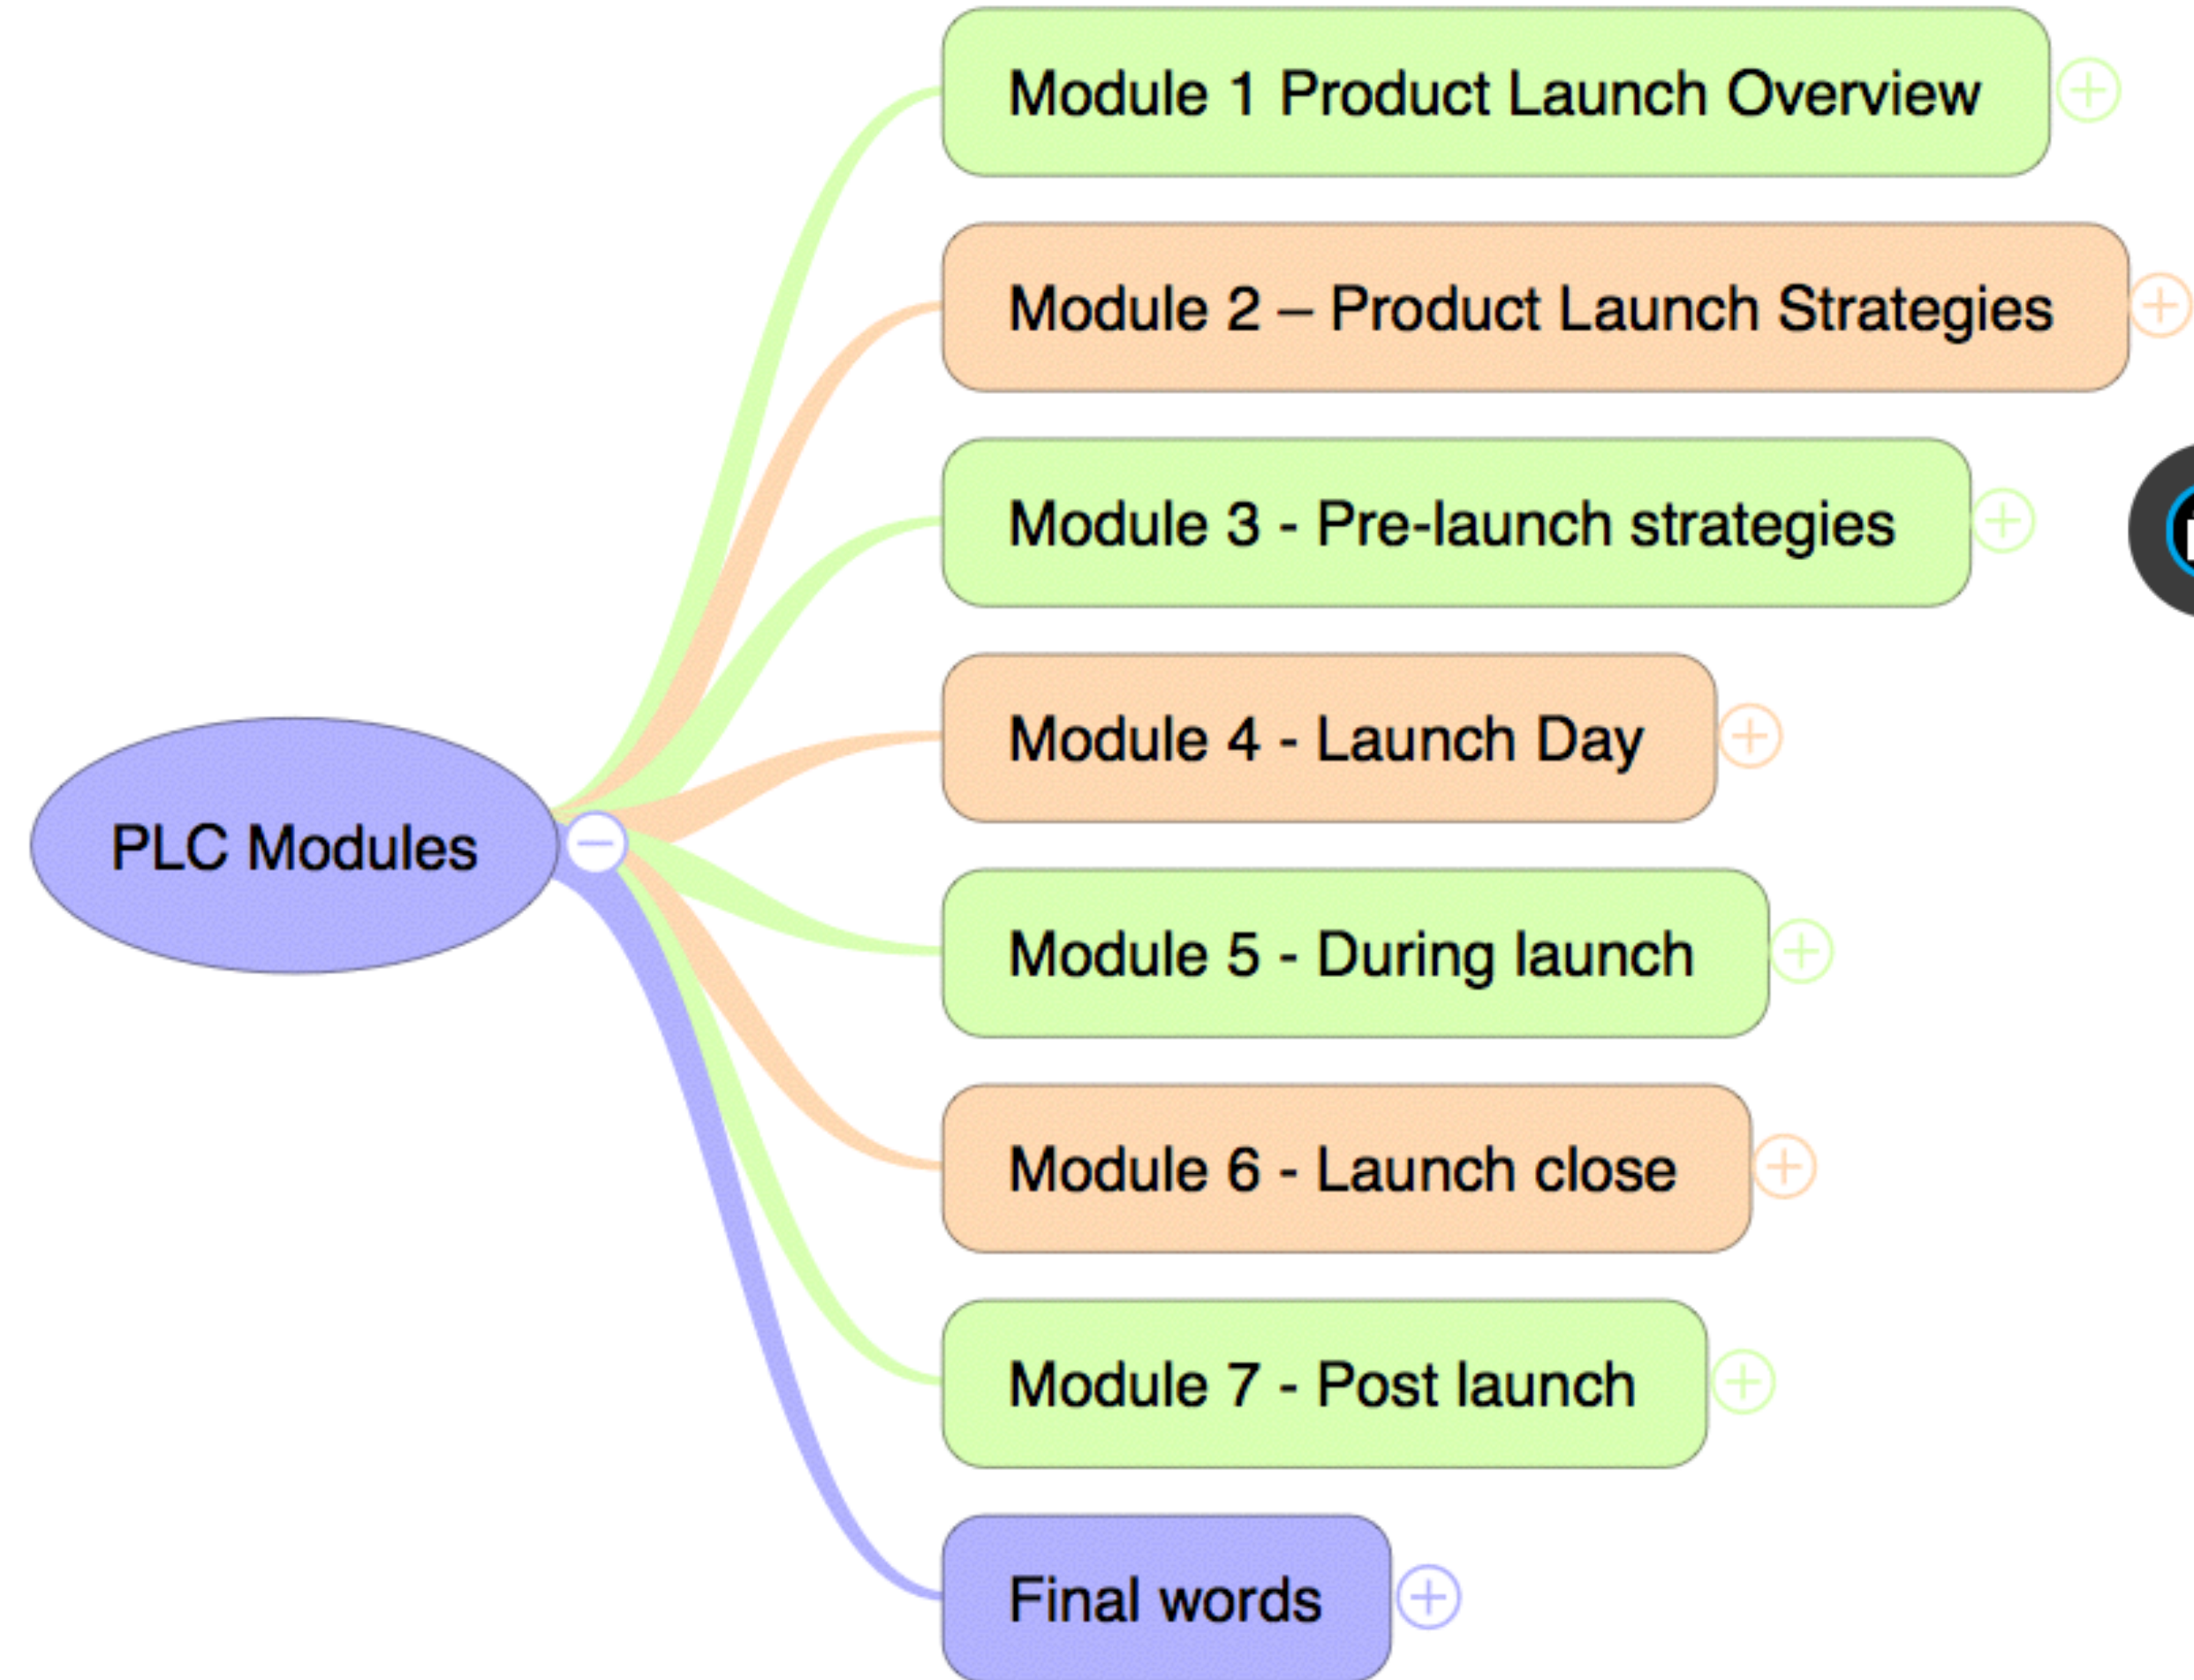 Module 1 Product Launch Overview
Module 2 – Product Launch Strategies
Module 3 - Pre-launch strategies
Module 4 - Launch Day
PLC Modules
Module 5 - During launch
Module 6 - Launch close
Module 7 - Post launch
Final words